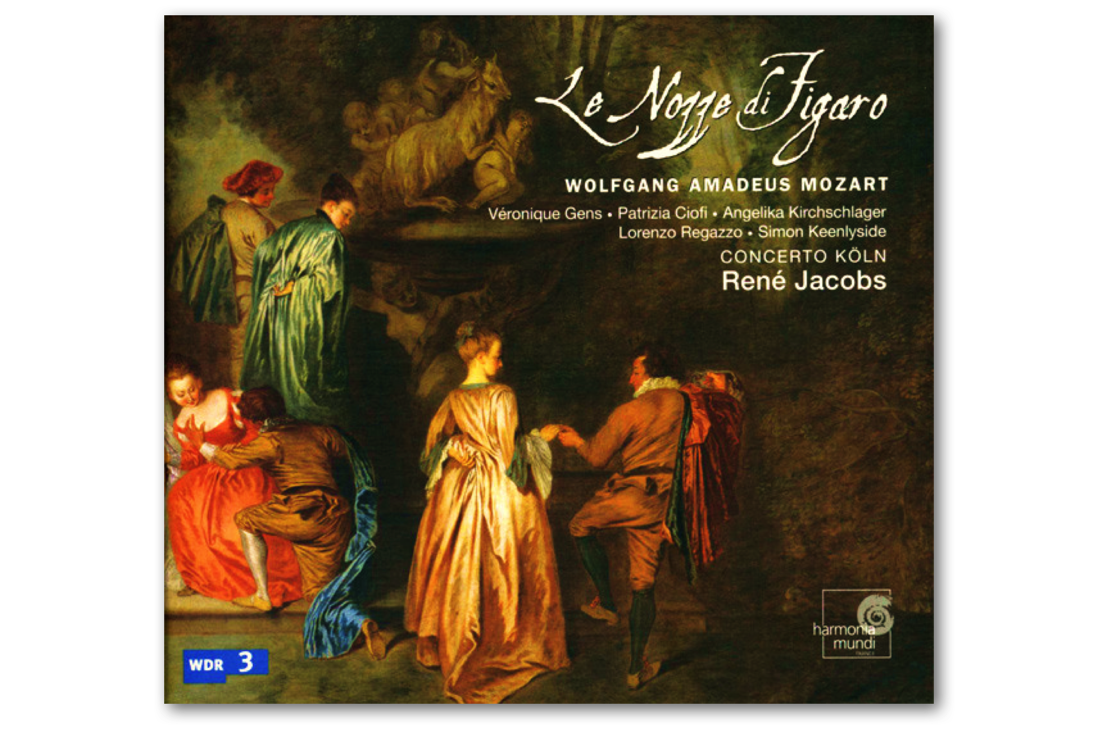 Le Nozze di Figaro
WOLFGANG AMADEUS MOZART
Véronique Gens • Patrizia Ciofi • Angelika Kirchschlager
Lorenzo Regazzo • Simon Keenlyside
CONCERTO KÖLN
René Jacobs
harmonia
mundi
FRANCE
WDR 3